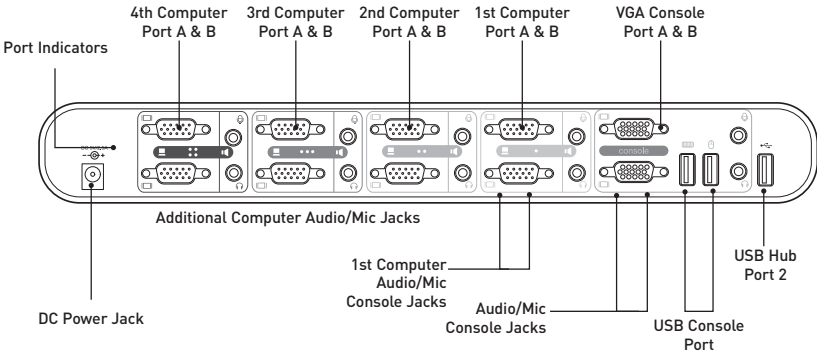 4th Computer
Port A & B
3rd Computer
Port A & B
2nd Computer
Port A & B
1st Computer
Port A & B
VGA Console
Port A & B
Port Indicators
console
Additional Computer Audio/Mic Jacks
1st Computer
Audio/Mic
Console Jacks
Audio/Mic
Console Jacks
USB Hub
Port 2
DC Power Jack
USB Console
Port